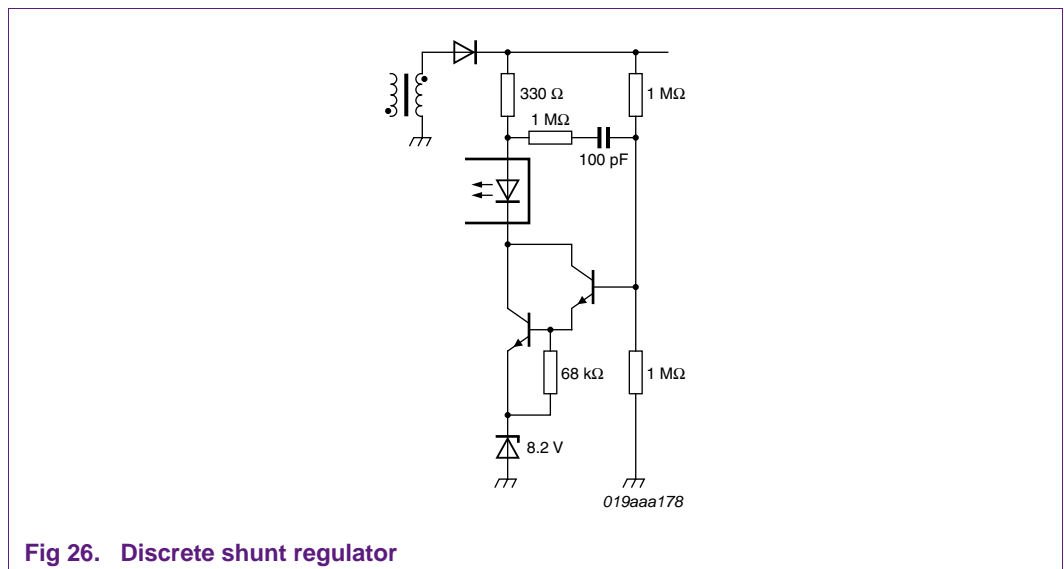 330 Ω
1 MΩ
1 MΩ
100 pF
68 kΩ
1 MΩ
8.2 V
019aaa178
Fig 26. Discrete shunt regulator